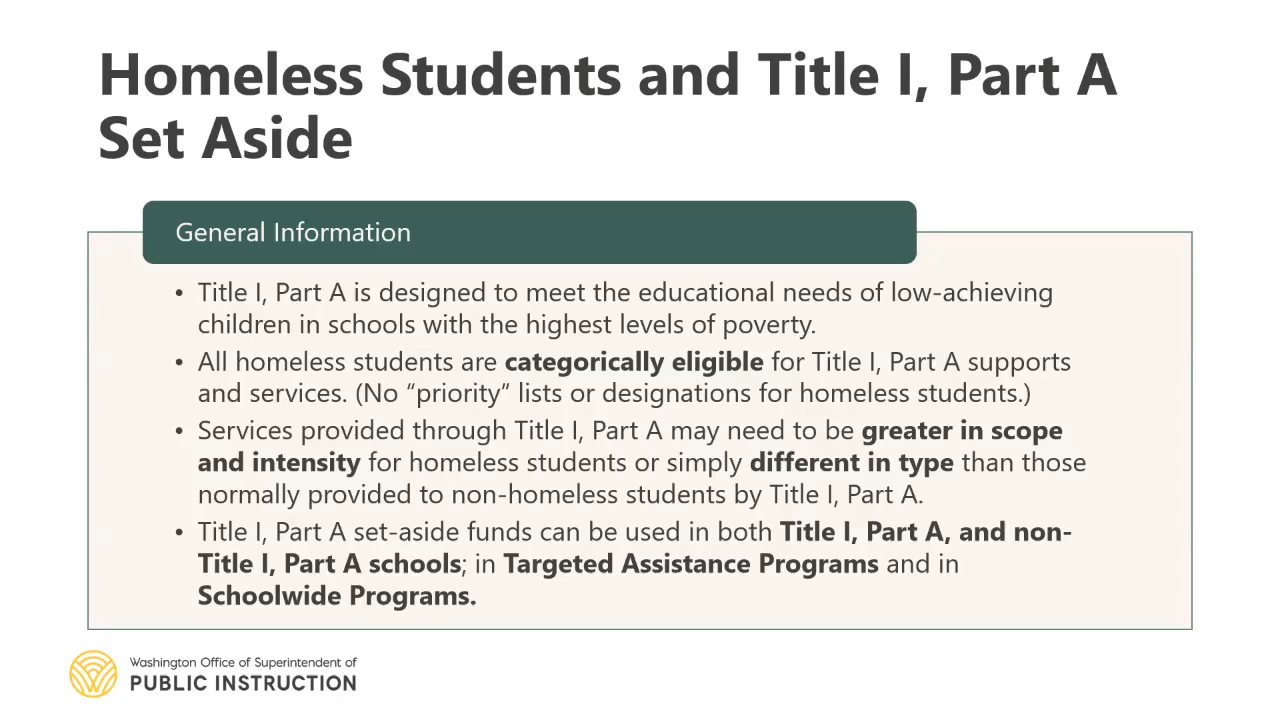 Homeless Students and Title I, Part A
Set Aside
General Information
• Title I, Part A is designed to meet the educational needs of low-achieving
children in schools with the highest levels of poverty.
• All homeless students are categorically eligible for Title I, Part A supports
and services. (No “priority” lists or designations for homeless students.)
• Services provided through Title I, Part A may need to be greater in scope
and intensity for homeless students or simply different in type than those
normally provided to non-homeless students by Title I, Part A.
• Title I, Part A set-aside funds can be used in both Title I, Part A, and non-
Title I, Part A schools; in Targeted Assistance Programs and in
Schoolwide Programs.
Washington Office of Superintendent of
PUBLIC INSTRUCTION